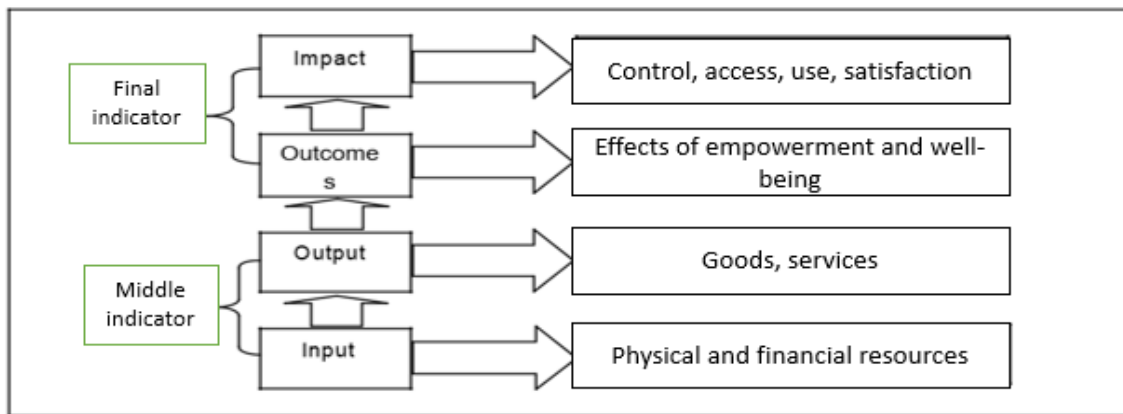 Final
indicator
Impact
Control, access, use, satisfaction
Outcome
s
Effects of empowerment and well-
being
Middle
indicator
Output
Goods, services
Input
Physical and financial resources